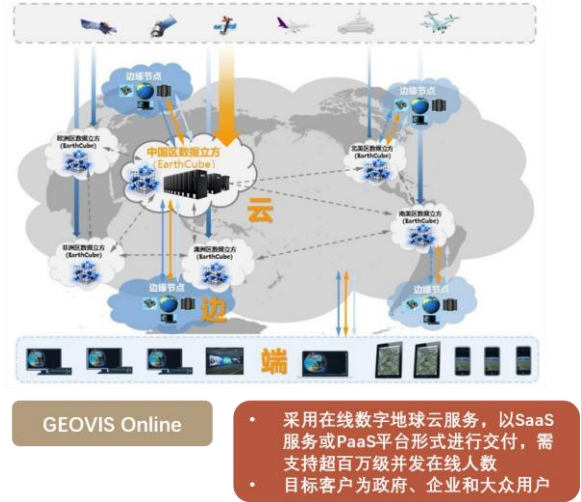 边缘节点
边缘节点
欧洲区数据立方
(EarthCube)
中国区数据立方
(EarthCube)
北美区数据立方
(EarthCube)
云
南美区数据立方
(EarthCube)
非洲区数据立方
(EarthCube)
澳洲区数据立方
(EarthCube)
边缘节点
边
边缘节点
端
GEOVIS Online
• 采用在线数字地球云服务，以SaaS
服务或PaaS平台形式进行交付，需
支持超百万级并发在线人数
• 目标客户为政府、企业和大众用户